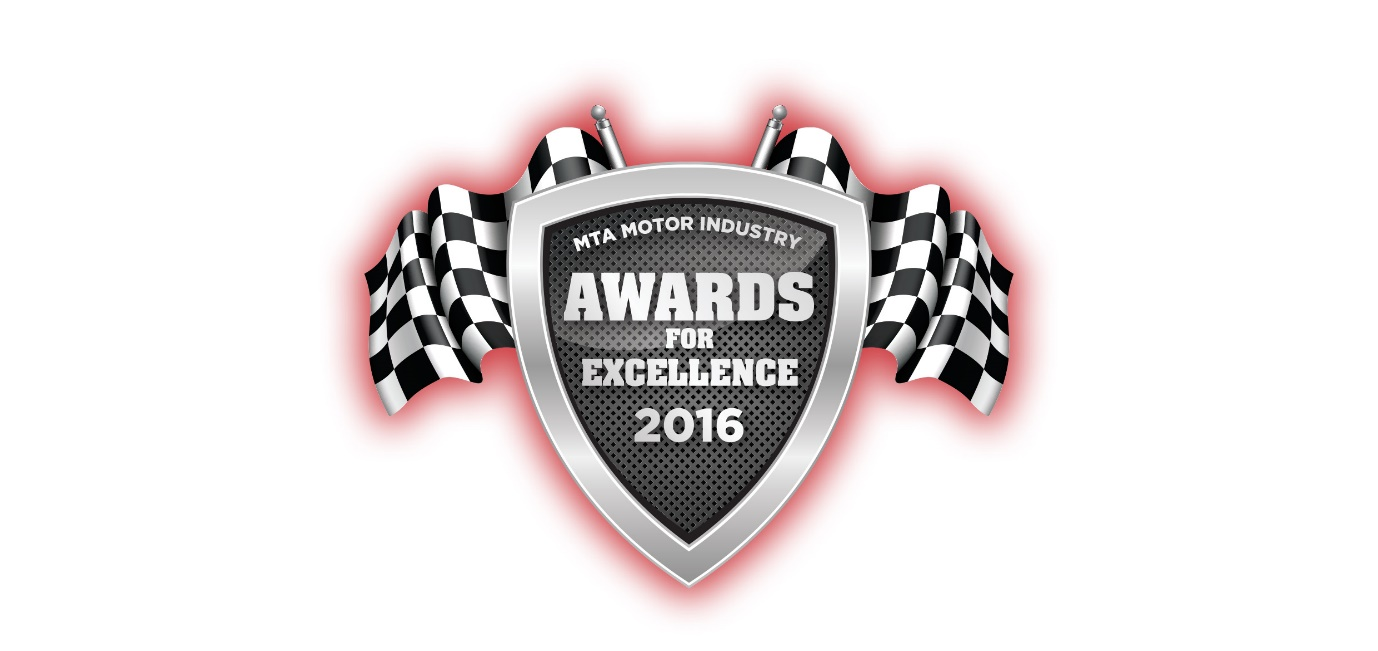 MTA MOTOR INDUSTRY
AWARDS
FOR
EXCELLENCE
2016